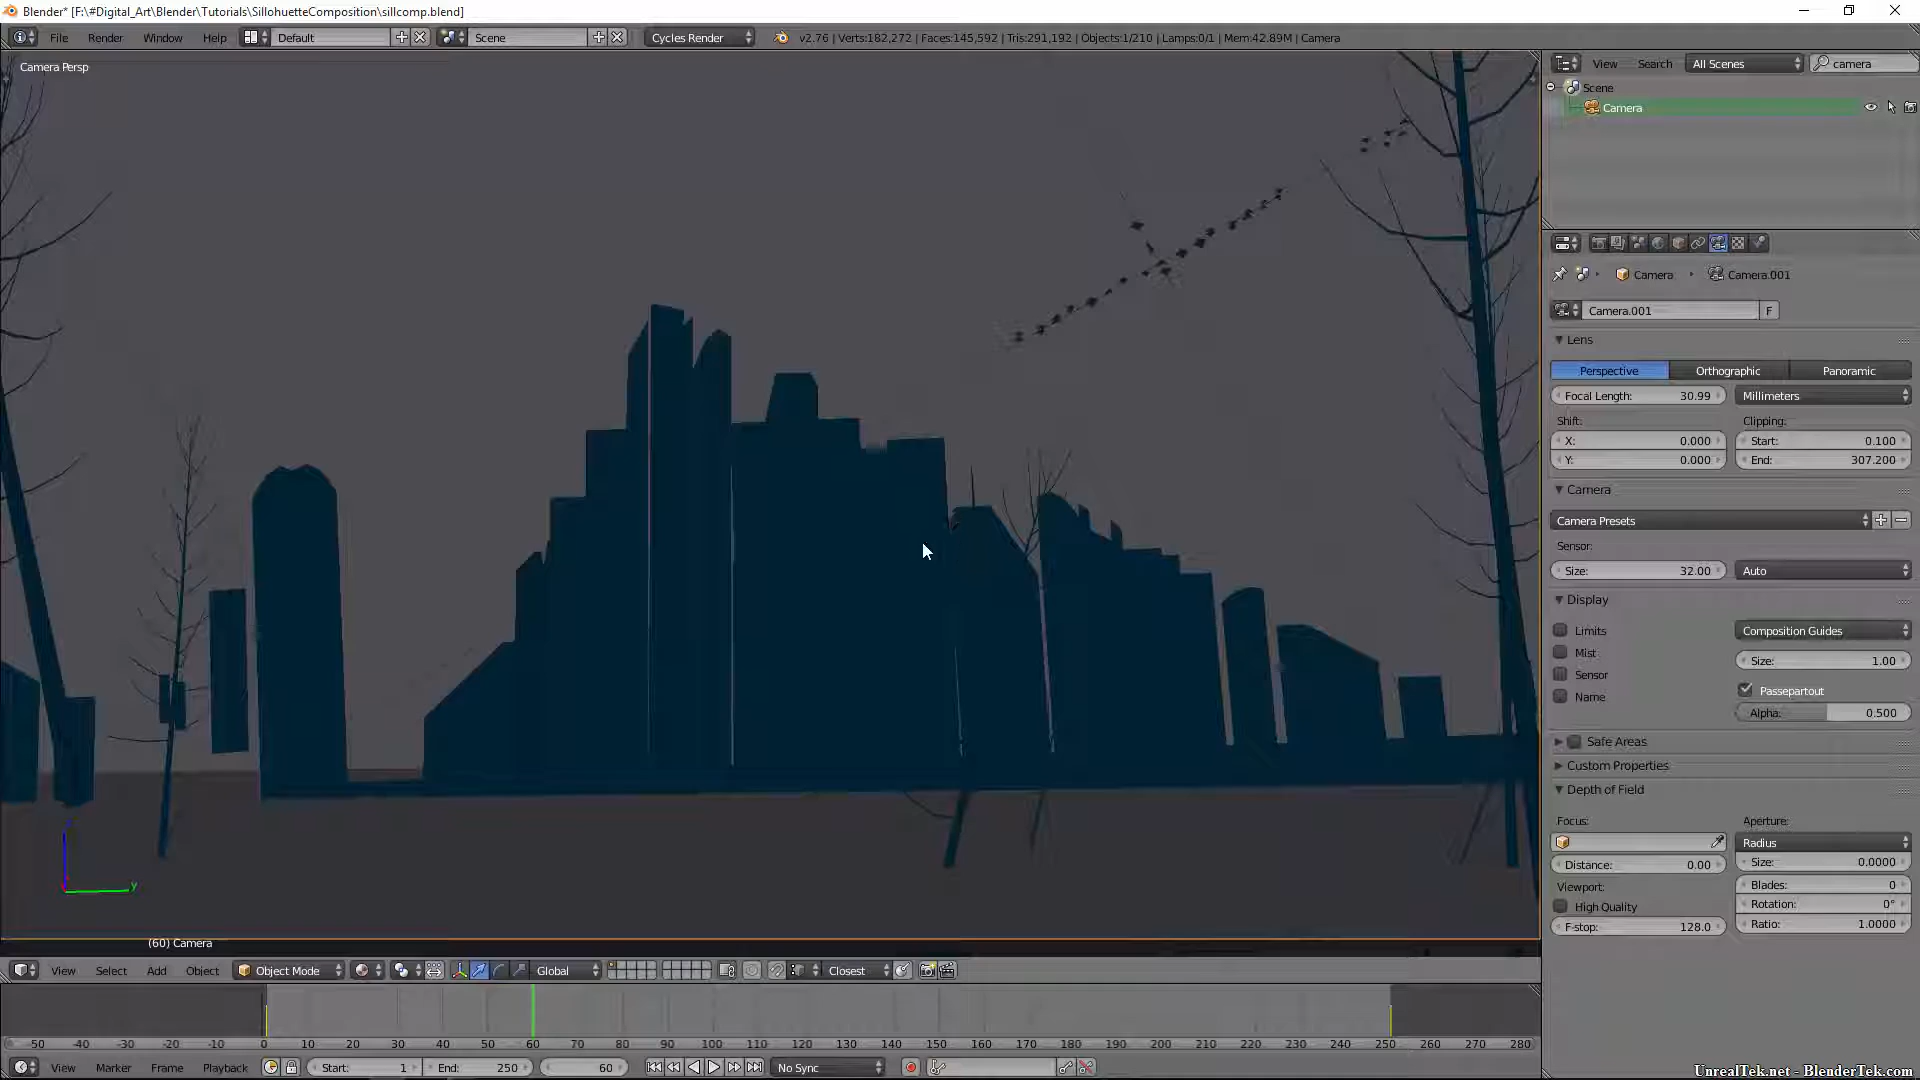 Blender* [F:\#Digital_Art\Blender\Tutorials\SillohuetteComposition\sillcomp.blend]
File Render Window Help Default Scene Cycles Render v2.76 | Verts:182,272 | Faces:145,592 | Tris:291,192 | Objects:1/210 | Lamps:0/1 | Mem:42.89M | Camera
Camera Persp
View Search All Scenes camera
Scene
Camera
Camera Camera.001
Camera.001 F
Lens
Perspective Orthographic Panoramic
Focal Length: 30.99 Millimeters
Shift: Clipping:
X: 0.000 Start: 0.100
Y: 0.000 End: 307.200
Camera
Camera Presets
Sensor:
Size: 32.00 Auto
Display
Limits Composition Guides
Mist Size: 1.00
Sensor
Name Passepartout
Alpha: 0.500
Safe Areas
Custom Properties
Depth of Field
Focus: Aperture:
Radius
Distance: 0.00 Size: 0.0000
Viewport: Blades: 0
High Quality Rotation: 0°
F-stop: 128.0 Ratio: 1.0000
y
(60) Camera
View Select Add Object Object Mode Global Closest
-50 -40 -30 -20 -10 0 10 20 30 40 50 60 70 80 90 100 110 120 130 140 150 160 170 180 190 200 210 220 230 240 250 260 270 280
View Marker Frame Playback Start: 1 End: 250 60 No Sync
UnrealTek.net - BlenderTek.com